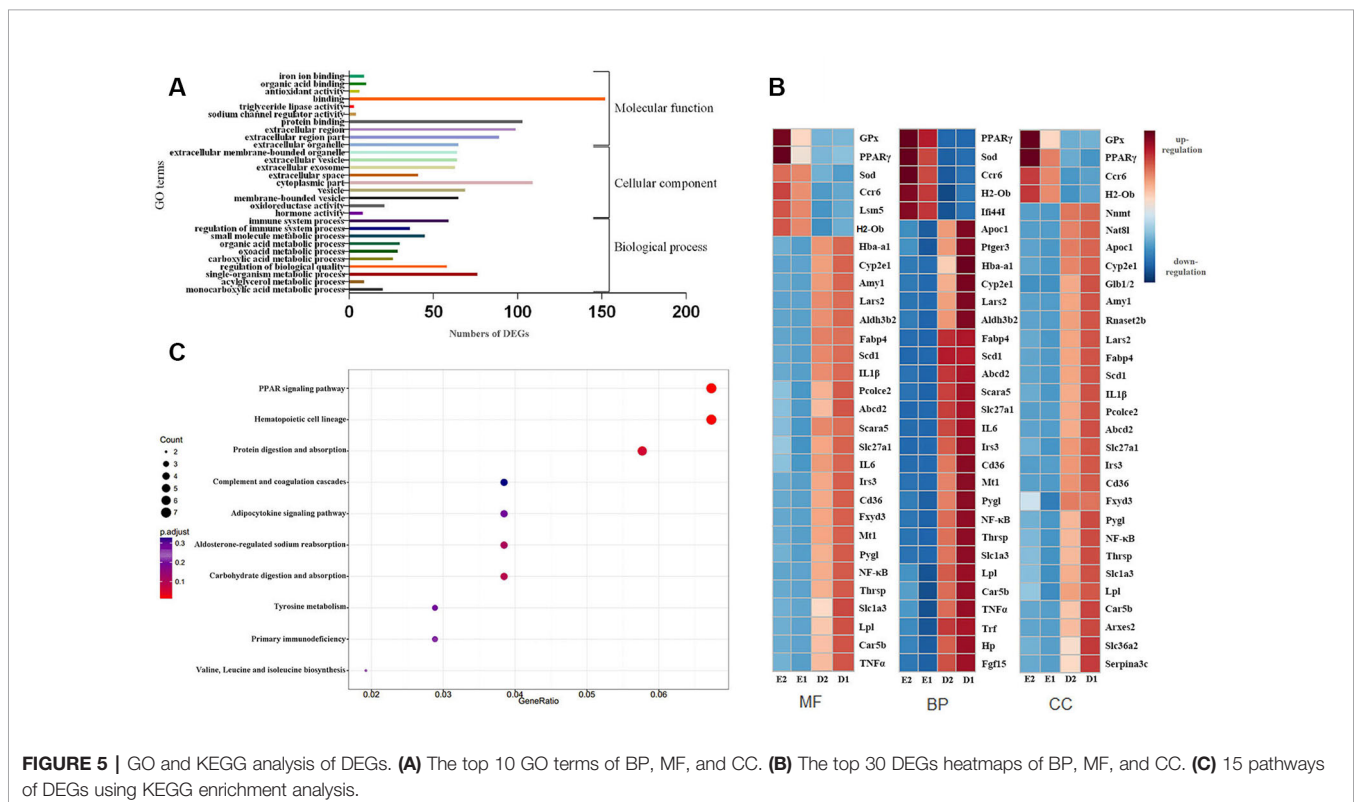 A
iron ion binding
organic acid binding
antioxidant activity
binding
triglyceride lipase activity
sodium channel regulator activity
protein binding
extracellular region
extracellular region part
extracellular organelle
extracellular membrane-bounded organelle
extracellular vesicle
extracellular exosome
extracellular space
cytoplasmic part
vesicle
membrane-bounded vesicle
oxidoreductase activity
hormone activity
immune system process
regulation of immune system process
small molecule metabolic process
organic acid metabolic process
oxoacid metabolic process
carboxylic acid metabolic process
regulation of biological quality
single-organism metabolic process
acylglycerol metabolic process
monocarboxylic acid metabolic process
GO terms
Molecular function
Cellular component
Biological process
0 50 100 150 200
Numbers of DEGs
B
GPx
PPARγ
Sod
Ccr6
Lsm5
H2-Ob
Hba-a1
Cyp2e1
Amy1
Lars2
Aldh3b2
Fabp4
Scd1
IL1β
Pcolce2
Abcd2
Scara5
Slc27a1
IL6
Irs3
Cd36
Fxyd3
Mt1
Pygl
NF-κB
Thrsp
Slc1a3
Lpl
Car5b
TNFα
E2 E1 D2 D1
MF
PPARγ
Sod
Ccr6
H2-Ob
Ifi44I
Apoc1
Ptger3
Hba-a1
Cyp2e1
Lars2
Aldh3b2
Fabp4
Scd1
Abcd2
Scara5
Slc27a1
IL6
Irs3
Cd36
Mt1
Pygl
NF-κB
Thrsp
Slc1a3
Lpl
Car5b
TNFα
Trf
Hp
Fgf15
E2 E1 D2 D1
BP
GPx
PPARγ
Ccr6
H2-Ob
Nnmt
Nat8l
Apoc1
Cyp2e1
Glb1/2
Amy1
Rnaset2b
Lars2
Fabp4
Scd1
IL1β
Pcolce2
Abcd2
Slc27a1
Irs3
Cd36
Fxyd3
Pygl
NF-κB
Thrsp
Slc1a3
Lpl
Car5b
Arxes2
Slc36a2
Serpina3c
E2 E1 D2 D1
CC
up-
regulation
down-
regulation
C
Count
2
3
4
5
6
7
p.adjust
0.3
0.2
0.1
PPAR signaling pathway
Hematopoietic cell lineage
Protein digestion and absorption
Complement and coagulation cascades
Adipocytokine signaling pathway
Aldosterone-regulated sodium reabsorption
Carbohydrate digestion and absorption
Tyrosine metabolism
Primary immunodeficiency
Valine, Leucine and isoleucine biosynthesis
0.02 0.03 0.04 0.05 0.06
GeneRatio
FIGURE 5 | GO and KEGG analysis of DEGs. (A) The top 10 GO terms of BP, MF, and CC. (B) The top 30 DEGs heatmaps of BP, MF, and CC. (C) 15 pathways
of DEGs using KEGG enrichment analysis.